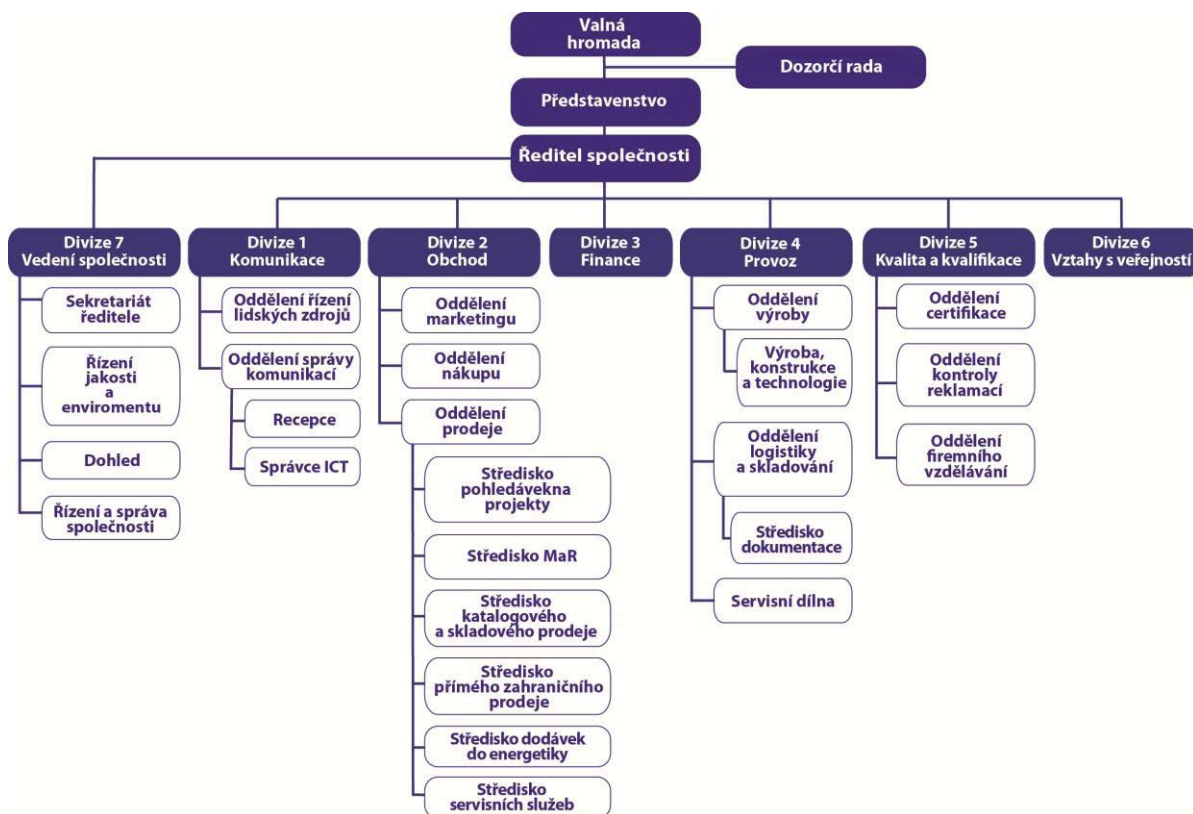 Valná
hromada
Dozorčí rada
Představenstvo
Ředitel společnosti
Divize 7
Vedení společnosti
Sekretariát
ředitele
Řízení
jakosti
a
enviromentu
Dohled
Řízení a správa
společnosti
Divize 1
Komunikace
Oddělení řízení
lidských zdrojů
Oddělení správy
komunikací
Recepce
Správce ICT
Divize 2
Obchod
Oddělení
marketingu
Oddělení
nákupu
Oddělení
prodeje
Středisko
pohledávekna
projekty
Středisko MaR
Středisko
katalogového
a skladového prodeje
Středisko
přímého zahraničního
prodeje
Středisko dodávek
do energetiky
Středisko
servisních služeb
Divize 3
Finance
Divize 4
Provoz
Oddělení
výroby
Výroba,
konstrukce
a technologie
Oddělení
logistiky
a skladování
Středisko
dokumentace
Servisní dílna
Divize 5
Kvalita a kvalifikace
Oddělení
certifikace
Oddělení
kontroly
reklamací
Oddělení
firemního
vzdělávání
Divize 6
Vztahy s veřejností